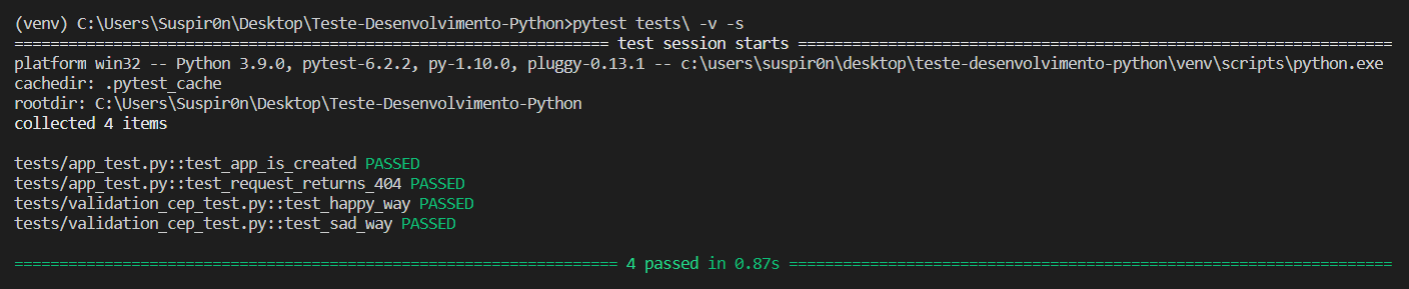 (venv) C:\Users\Suspir0n\Desktop\Teste-Desenvolvimento-Python>pytest tests\ -v -s
================================================================== test session starts ==================================================================
platform win32 -- Python 3.9.0, pytest-6.2.2, py-1.10.0, pluggy-0.13.1 -- c:\users\suspir0n\desktop\teste-desenvolvimento-python\venv\scripts\python.exe
cachedir: .pytest_cache
rootdir: C:\Users\Suspir0n\Desktop\Teste-Desenvolvimento-Python
collected 4 items
tests/app_test.py::test_app_is_created PASSED
tests/app_test.py::test_request_returns_404 PASSED
tests/validation_cep_test.py::test_happy_way PASSED
tests/validation_cep_test.py::test_sad_way PASSED
=================================================================== 4 passed in 0.87s ===================================================================